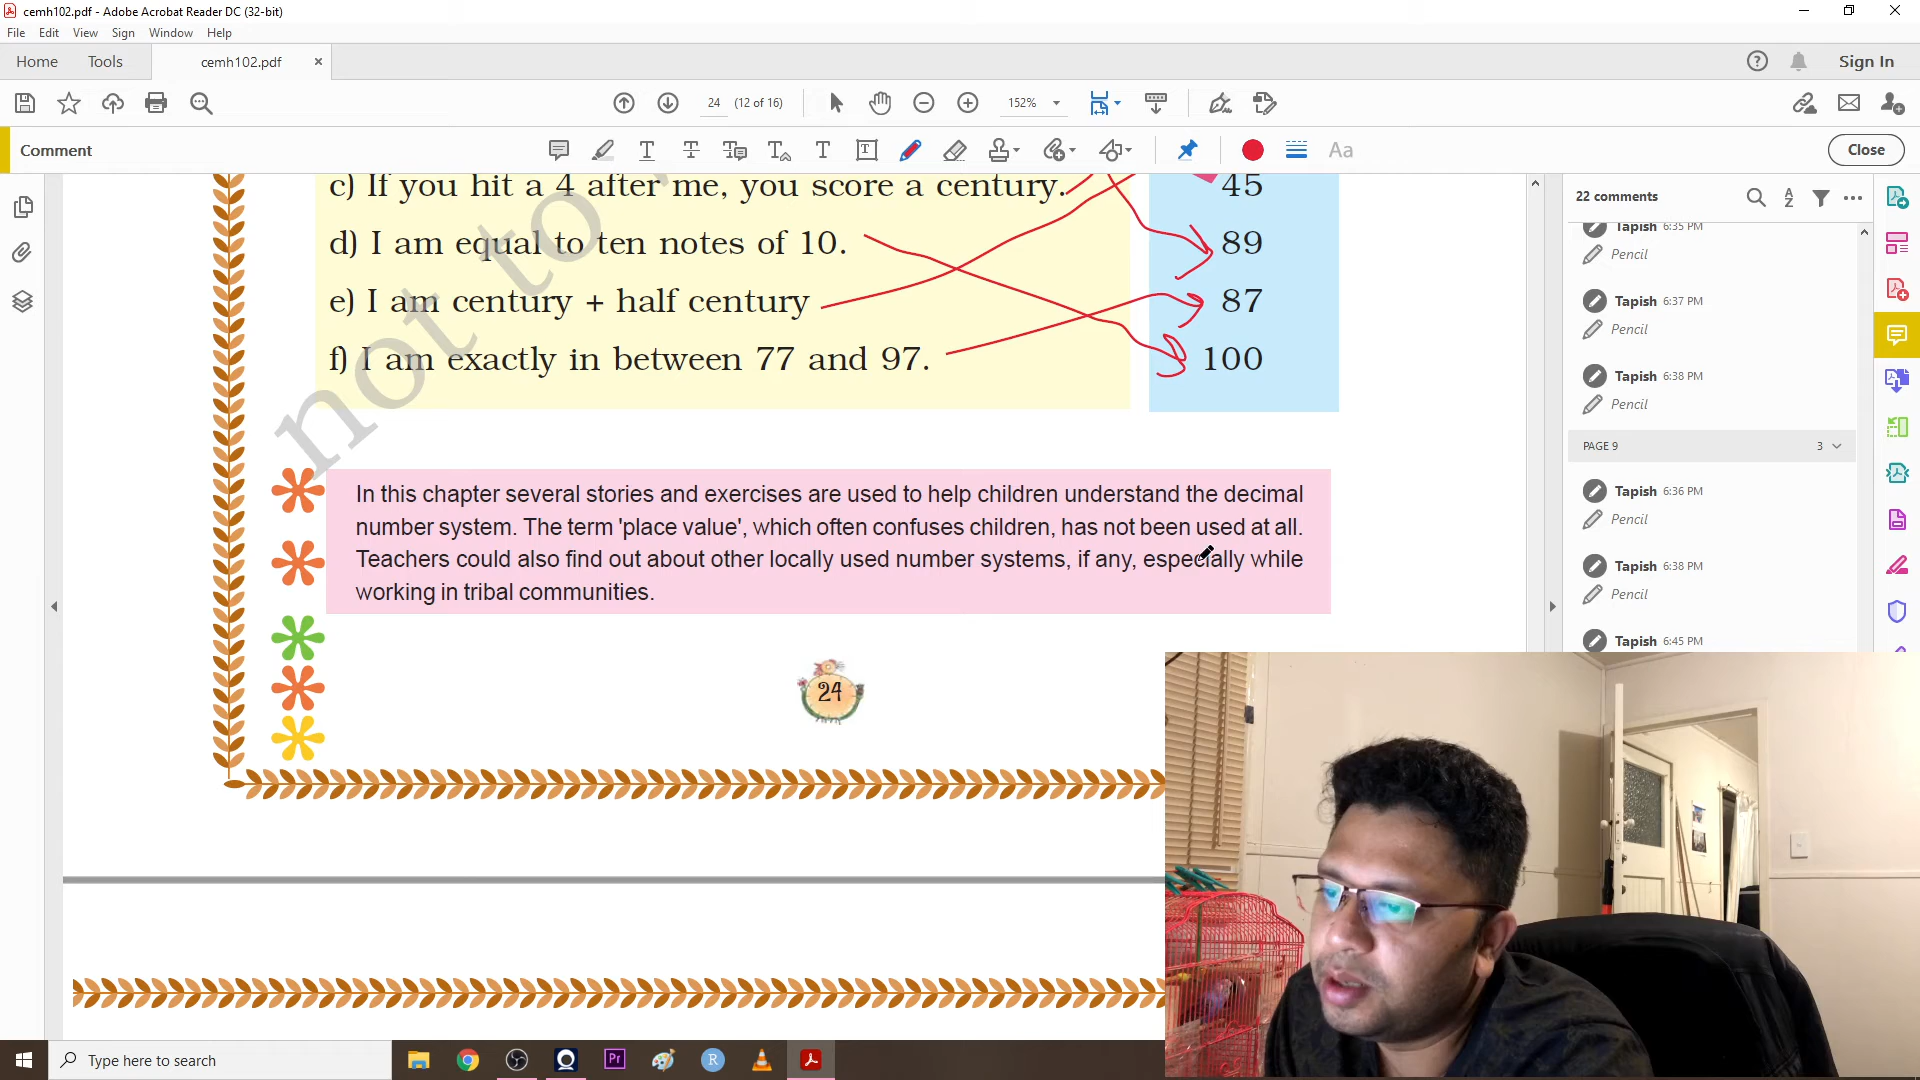 cemh102.pdf - Adobe Acrobat Reader DC (32-bit)
File Edit View Sign Window Help
Home Tools cemh102.pdf × Sign In
24 (12 of 16) 152%
Comment Close
22 comments
c) If you hit a 4 after me, you score a century. 45
d) I am equal to ten notes of 10. 89
e) I am century + half century 87
f) I am exactly in between 77 and 97. 100
not to
In this chapter several stories and exercises are used to help children understand the decimal
number system. The term 'place value', which often confuses children, has not been used at all.
Teachers could also find out about other locally used number systems, if any, especially while
working in tribal communities.
24
Tapish 6:35 PM
Pencil
Tapish 6:37 PM
Pencil
Tapish 6:38 PM
Pencil
PAGE 9 3
Tapish 6:36 PM
Pencil
Tapish 6:38 PM
Pencil
Tapish 6:45 PM
Type here to search